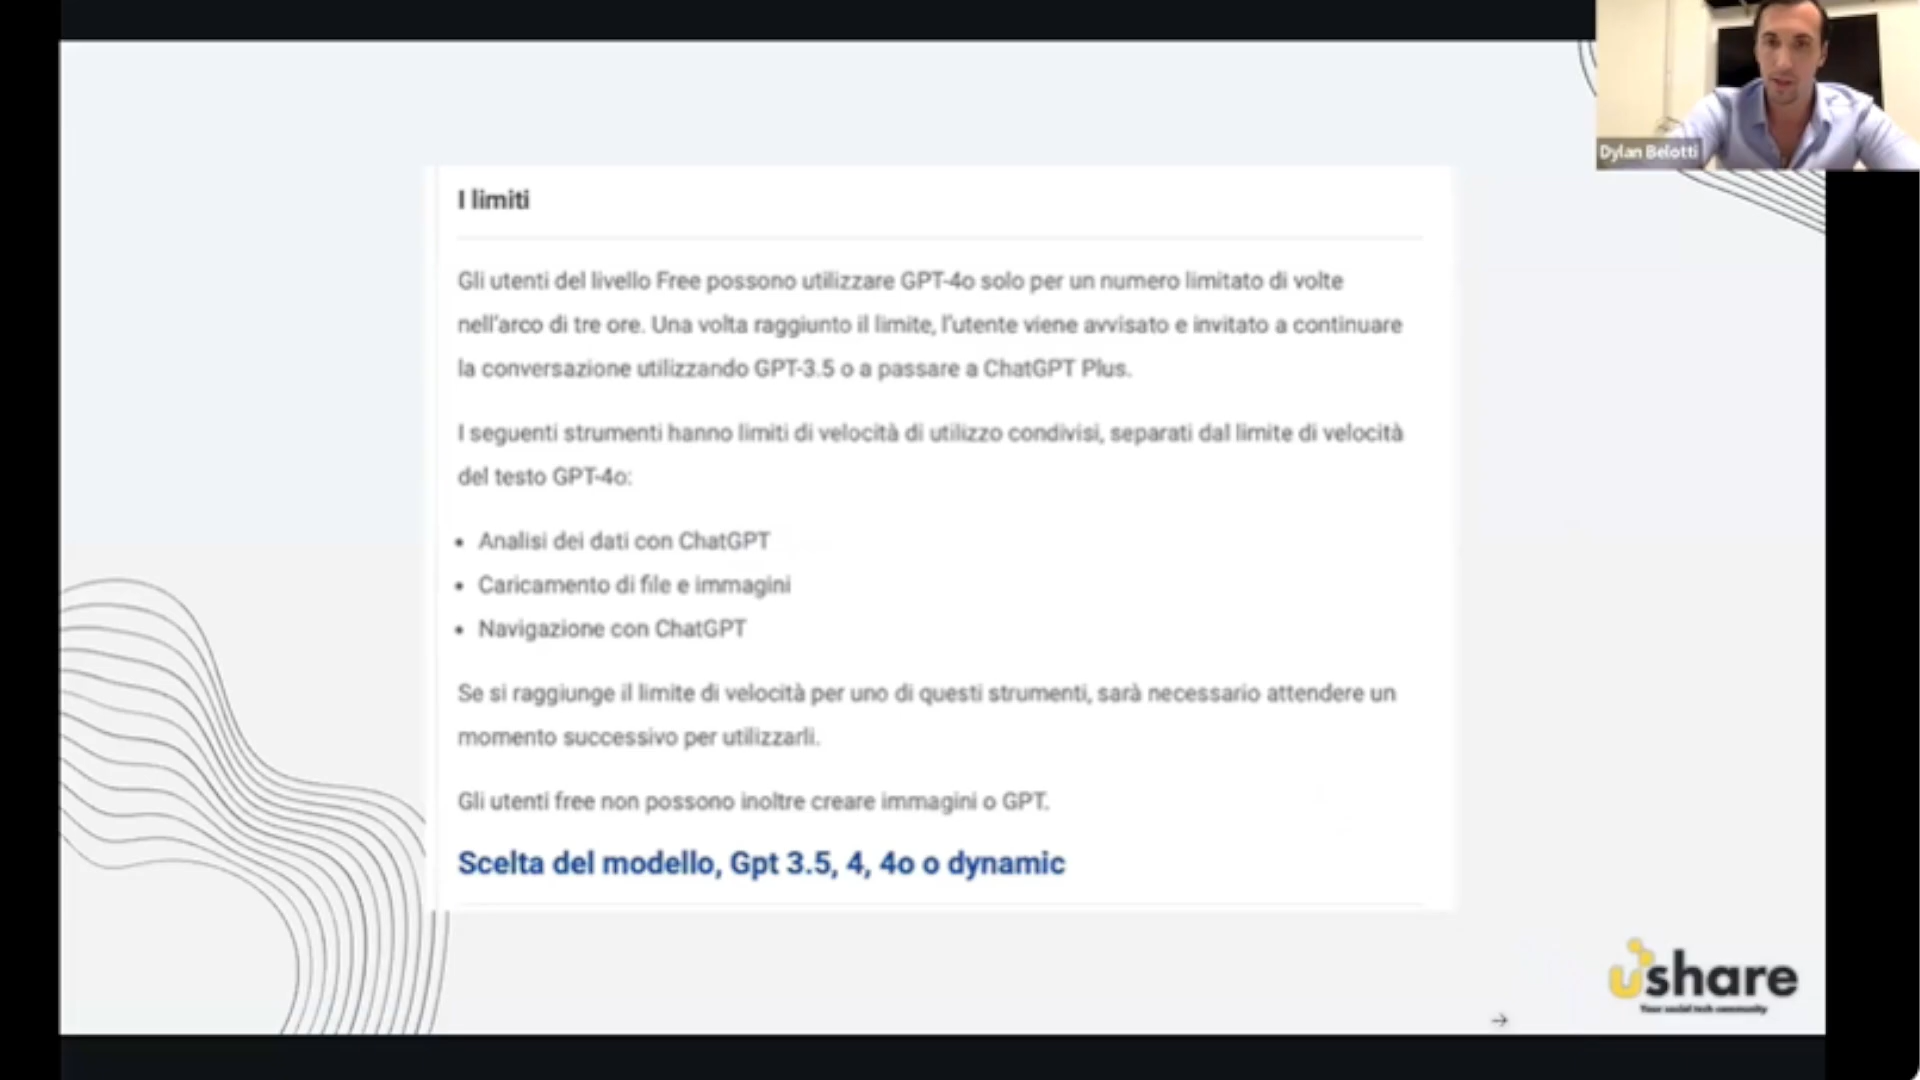 Dylan Belotti
I limiti
Gli utenti del livello Free possono utilizzare GPT-4o solo per un numero limitato di volte
nell'arco di tre ore. Una volta raggiunto il limite, l'utente viene avvisato e invitato a continuare
la conversazione utilizzando GPT-3.5 o a passare a ChatGPT Plus.
I seguenti strumenti hanno limiti di velocità di utilizzo condivisi, separati dal limite di velocità
del testo GPT-4o:
• Analisi dei dati con ChatGPT
• Caricamento di file e immagini
• Navigazione con ChatGPT
Se si raggiunge il limite di velocità per uno di questi strumenti, sarà necessario attendere un
momento successivo per utilizzarli.
Gli utenti free non possono inoltre creare immagini o GPT.
Scelta del modello, Gpt 3.5, 4, 4o o dynamic
ushare
Your social tech community